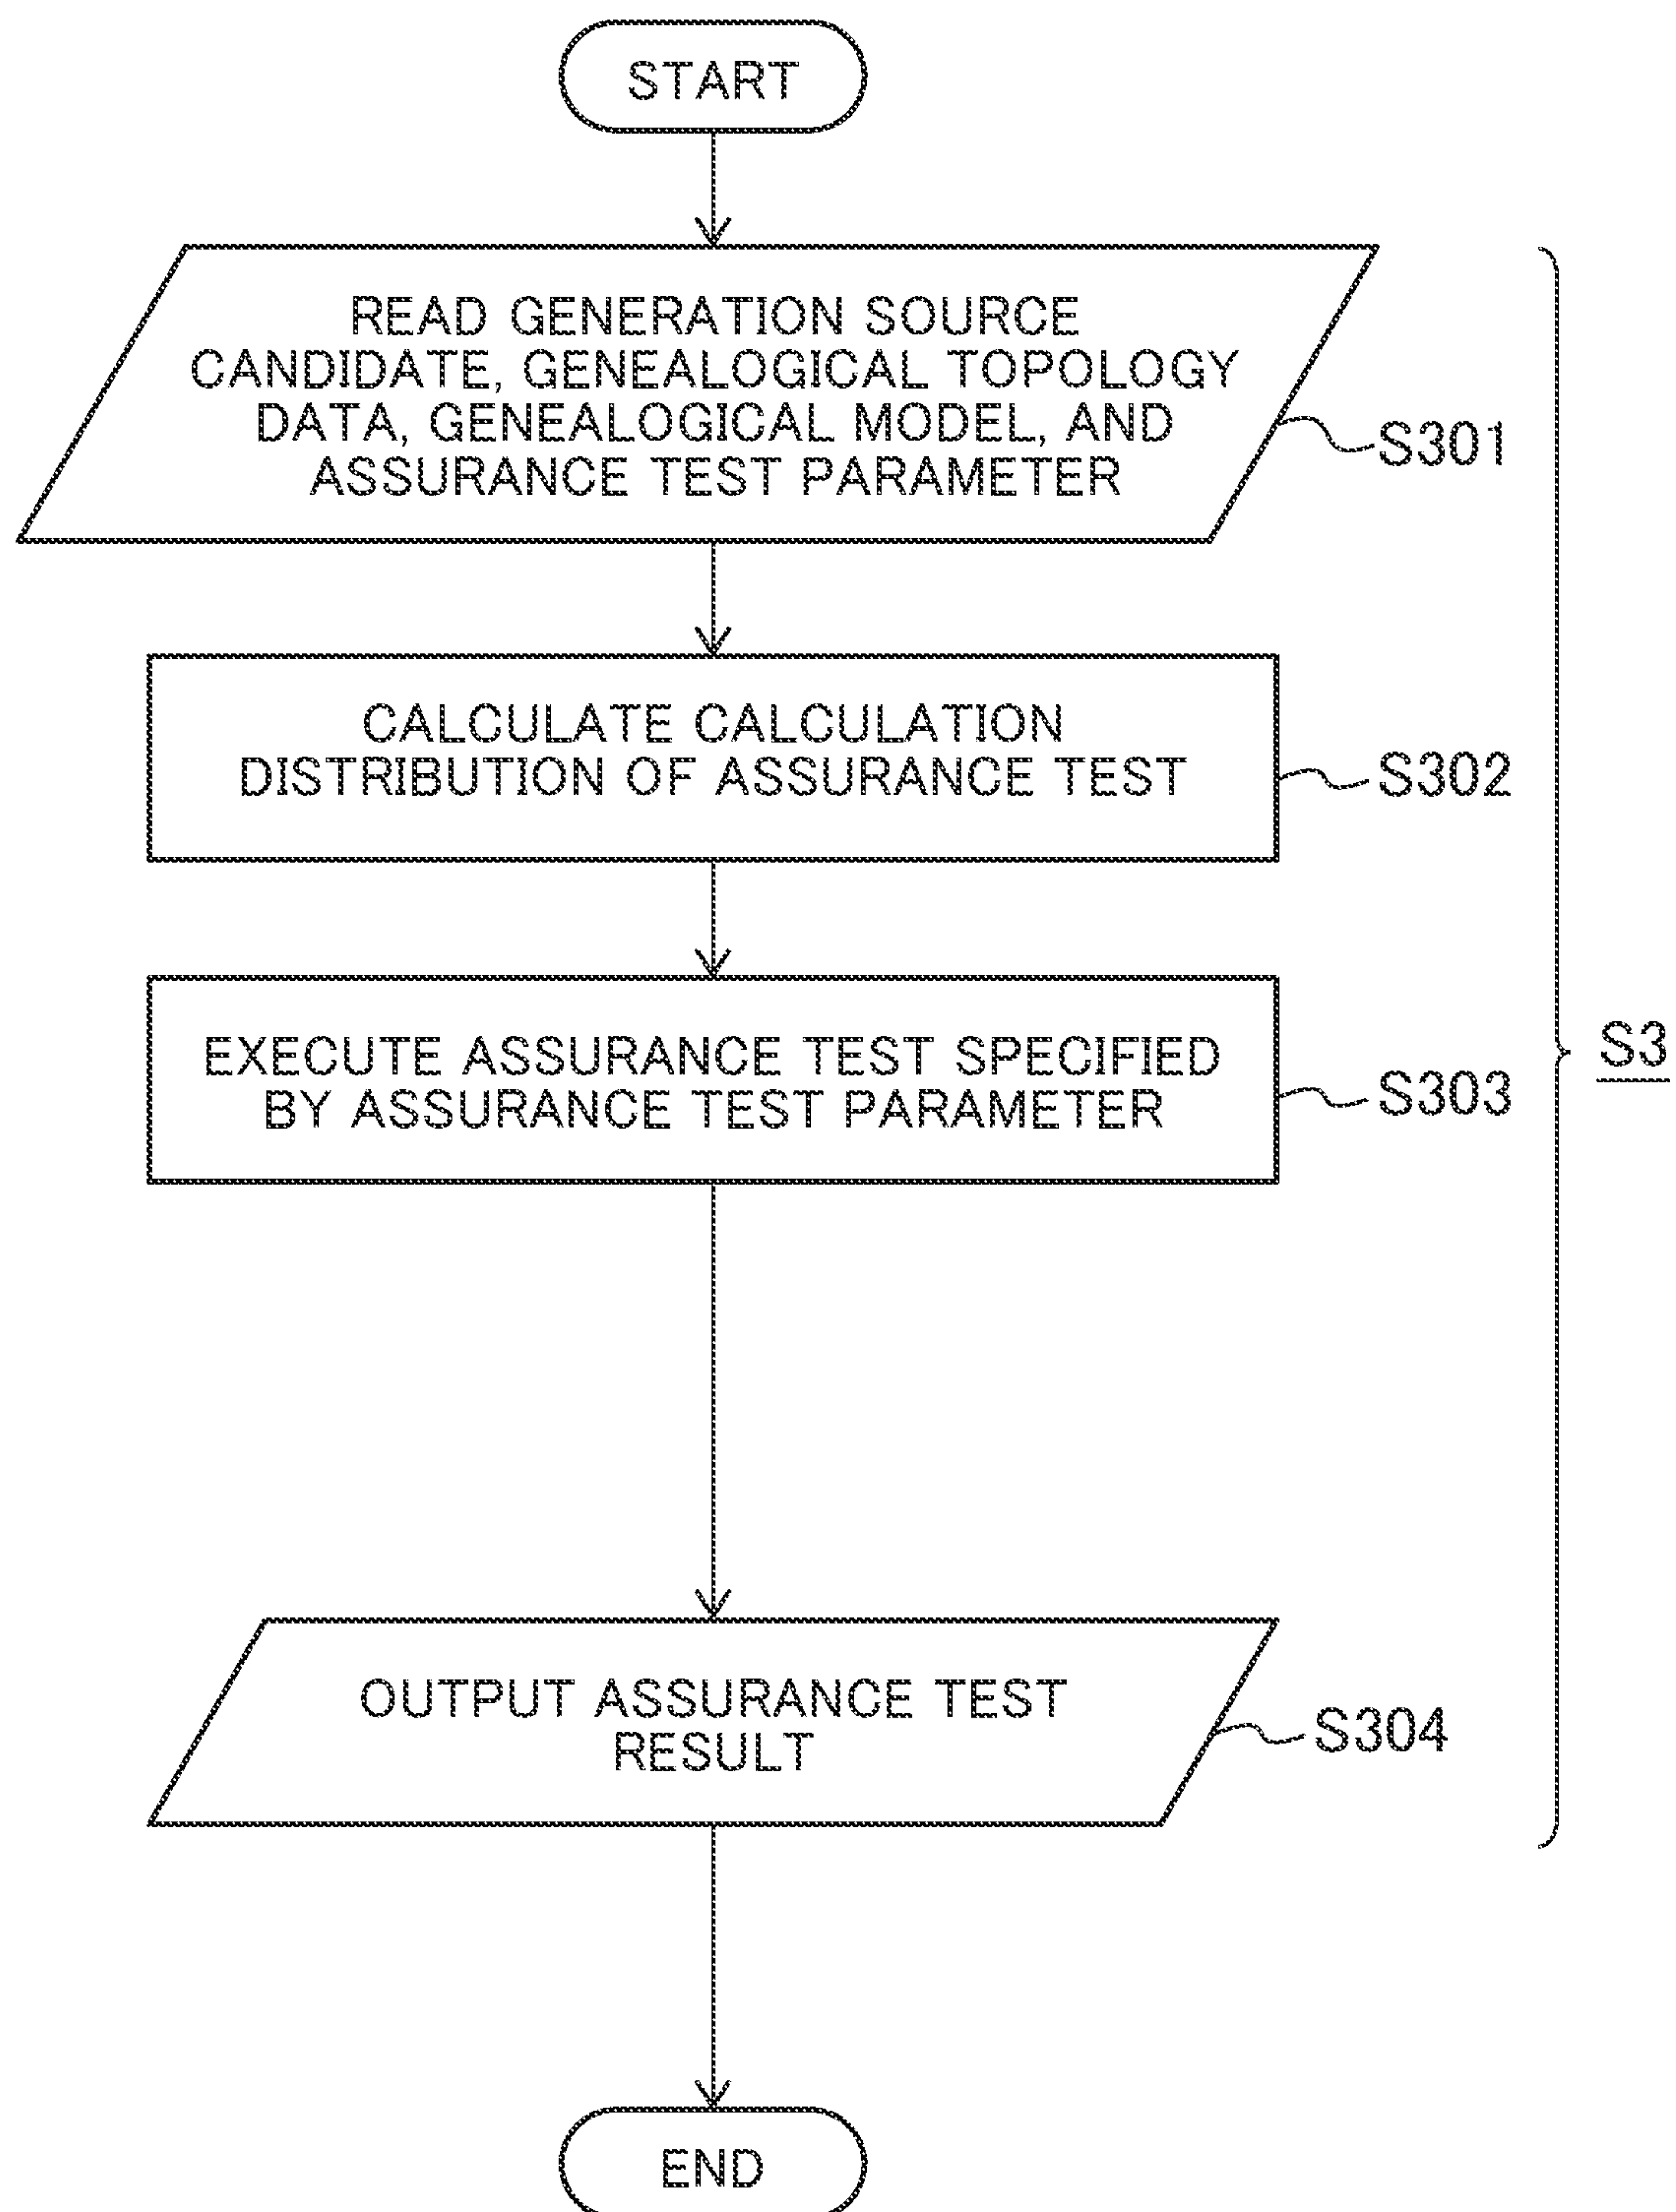 START
READ GENERATION SOURCE
CANDIDATE, GENEALOGICAL TOPOLOGY
DATA, GENEALOGICAL MODEL, AND
ASSURANCE TEST PARAMETER
S301
CALCULATE CALCULATION
DISTRIBUTION OF ASSURANCE TEST
S302
EXECUTE ASSURANCE TEST SPECIFIED
BY ASSURANCE TEST PARAMETER
S303
S3
OUTPUT ASSURANCE TEST
RESULT
S304
END